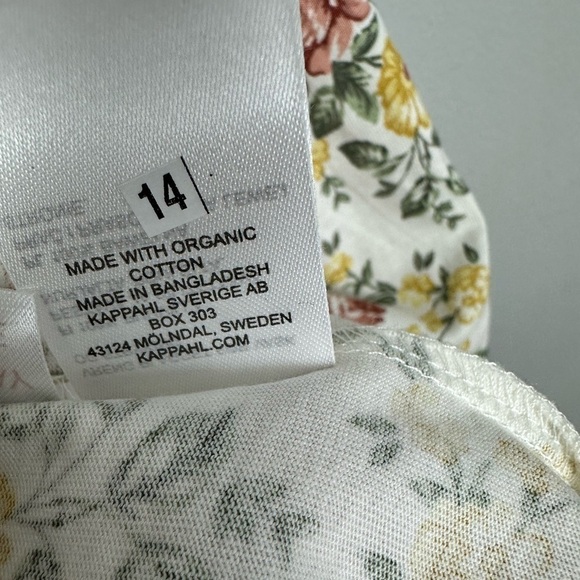 14
MADE WITH ORGANIC
COTTON
MADE IN BANGLADESH
KAPPAHL SVERIGE AB
BOX 303
43124 MÖLNDAL, SWEDEN
KAPPAHL.COM